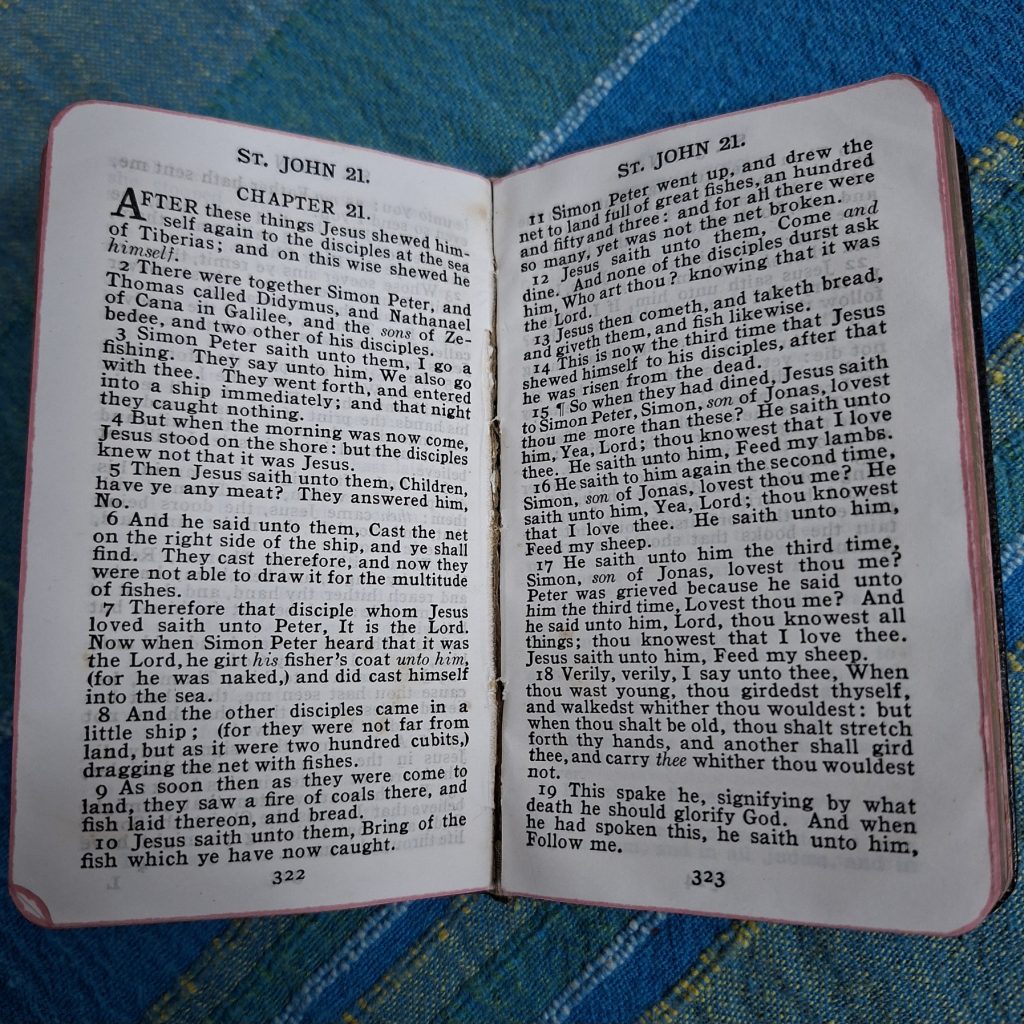 ST. JOHN 21.
CHAPTER 21.
AFTER these things Jesus shewed him-
self again to the disciples at the sea
of Tiberias; and on this wise shewed he
himself.
2 There were together Simon Peter, and
Thomas called Didymus, and Nathanael
of Cana in Galilee, and the sons of Ze-
bedee, and two other of his disciples.
3 Simon Peter saith unto them, I go a
fishing. They say unto him, We also go
with thee. They went forth, and entered
into a ship immediately; and that night
they caught nothing.
4 But when the morning was now come,
Jesus stood on the shore: but the disciples
knew not that it was Jesus.
5 Then Jesus saith unto them, Children,
have ye any meat? They answered him,
No.
6 And he said unto them, Cast the net
on the right side of the ship, and ye shall
find. They cast therefore, and now they
were not able to draw it for the multitude
of fishes.
7 Therefore that disciple whom Jesus
loved saith unto Peter, It is the Lord.
Now when Simon Peter heard that it was
the Lord, he girt his fisher's coat unto him,
(for he was naked,) and did cast himself
into the sea.
8 And the other disciples came in a
little ship; (for they were not far from
land, but as it were two hundred cubits,)
dragging the net with fishes.
9 As soon then as they were come to
land, they saw a fire of coals there, and
fish laid thereon, and bread.
10 Jesus saith unto them, Bring of the
fish which ye have now caught.
322
ST. JOHN 21.
11 Simon Peter went up, and drew the
net to land full of great fishes, an hundred
and fifty and three: and for all there were
so many, yet was not the net broken.
12 Jesus saith unto them, Come and
dine. And none of the disciples durst ask
him, Who art thou? knowing that it was
the Lord.
13 Jesus then cometh, and taketh bread,
and giveth them, and fish likewise.
14 This is now the third time that Jesus
shewed himself to his disciples, after that
he was risen from the dead.
15 ¶ So when they had dined, Jesus saith
to Simon Peter, Simon, son of Jonas, lovest
thou me more than these? He saith unto
him, Yea, Lord; thou knowest that I love
thee. He saith unto him, Feed my lambs.
16 He saith to him again the second time,
Simon, son of Jonas, lovest thou me? He
saith unto him, Yea, Lord; thou knowest
that I love thee. He saith unto him,
Feed my sheep.
17 He saith unto him the third time,
Simon, son of Jonas, lovest thou me?
Peter was grieved because he said unto
him the third time, Lovest thou me? And
he said unto him, Lord, thou knowest all
things; thou knowest that I love thee.
Jesus saith unto him, Feed my sheep.
18 Verily, verily, I say unto thee, When
thou wast young, thou girdedst thyself,
and walkedst whither thou wouldest: but
when thou shalt be old, thou shalt stretch
forth thy hands, and another shall gird
thee, and carry thee whither thou wouldest
not.
19 This spake he, signifying by what
death he should glorify God. And when
he had spoken this, he saith unto him,
Follow me.
323